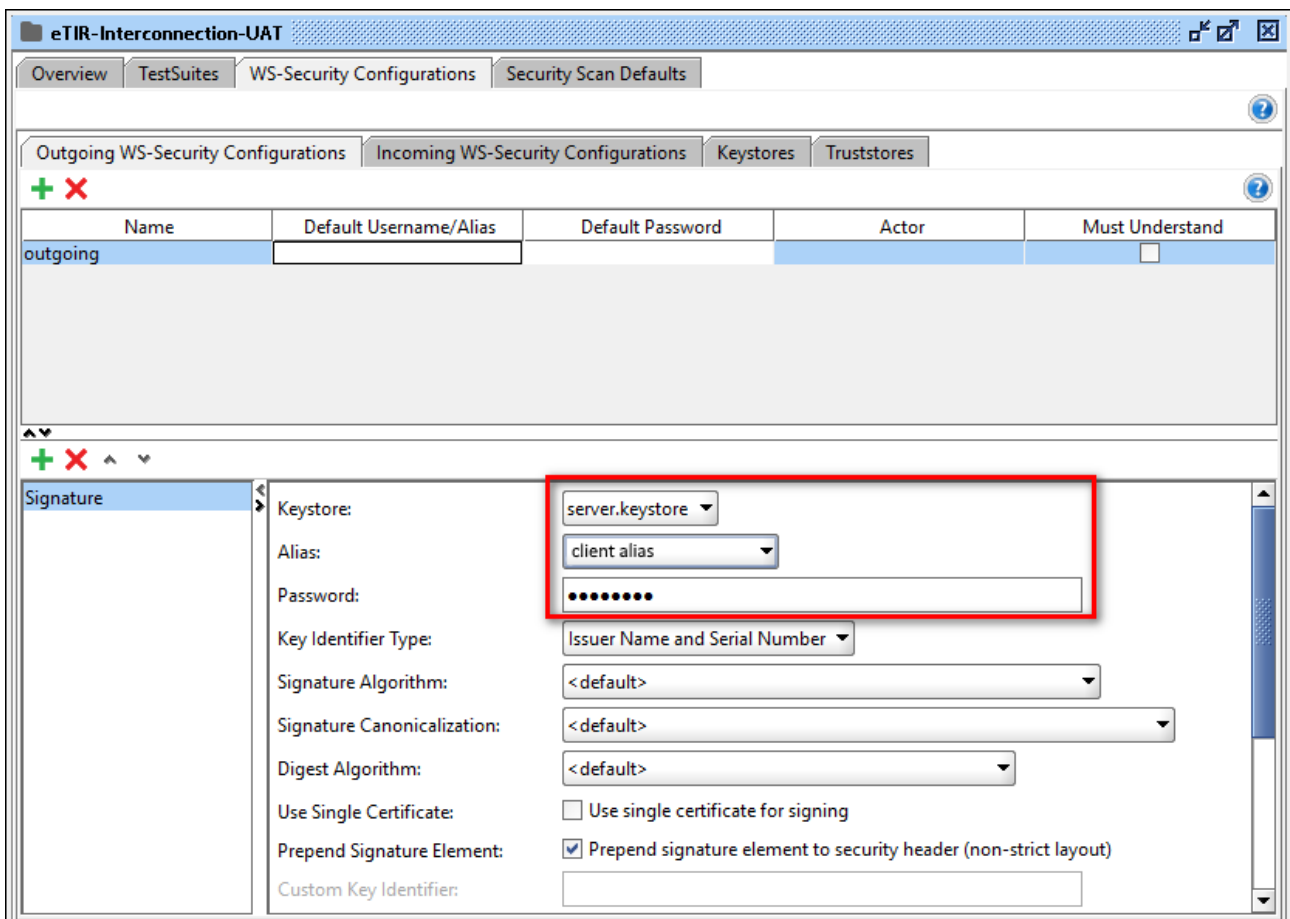 eTIR-Interconnection-UAT
Overview TestSuites WS-Security Configurations Security Scan Defaults
Outgoing WS-Security Configurations Incoming WS-Security Configurations Keystores Truststores
Name Default Username/Alias Default Password Actor Must Understand
outgoing
Signature
Keystore: server.keystore
Alias: client alias
Password: ●●●●●●●●
Key Identifier Type: Issuer Name and Serial Number
Signature Algorithm: <default>
Signature Canonicalization: <default>
Digest Algorithm: <default>
Use Single Certificate: Use single certificate for signing
Prepend Signature Element: Prepend signature element to security header (non-strict layout)
Custom Key Identifier: